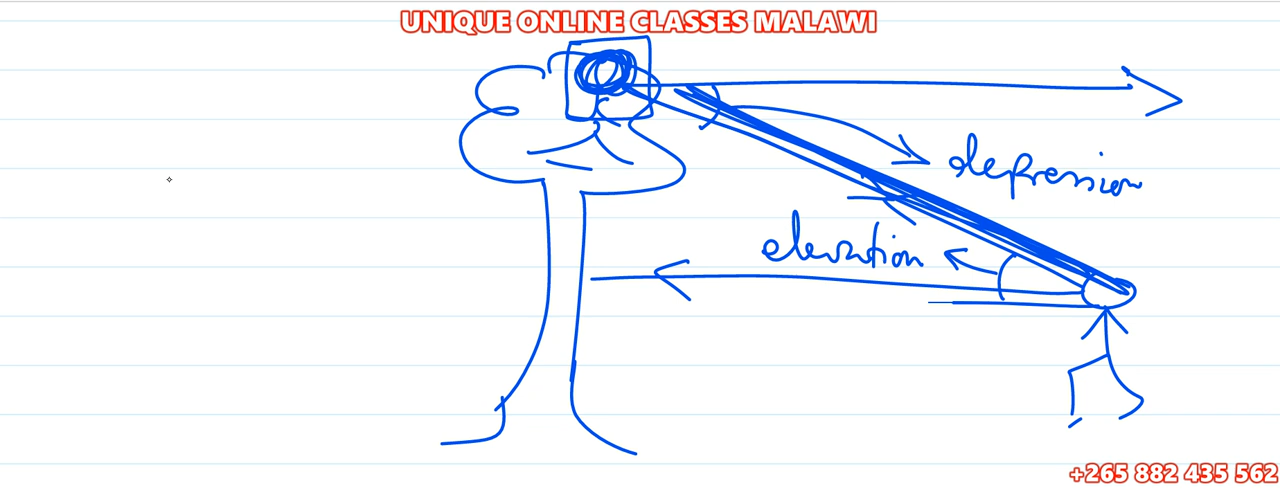 UNIQUE ONLINE CLASSES MALAWI
depression
elevation
+265 882 435 562